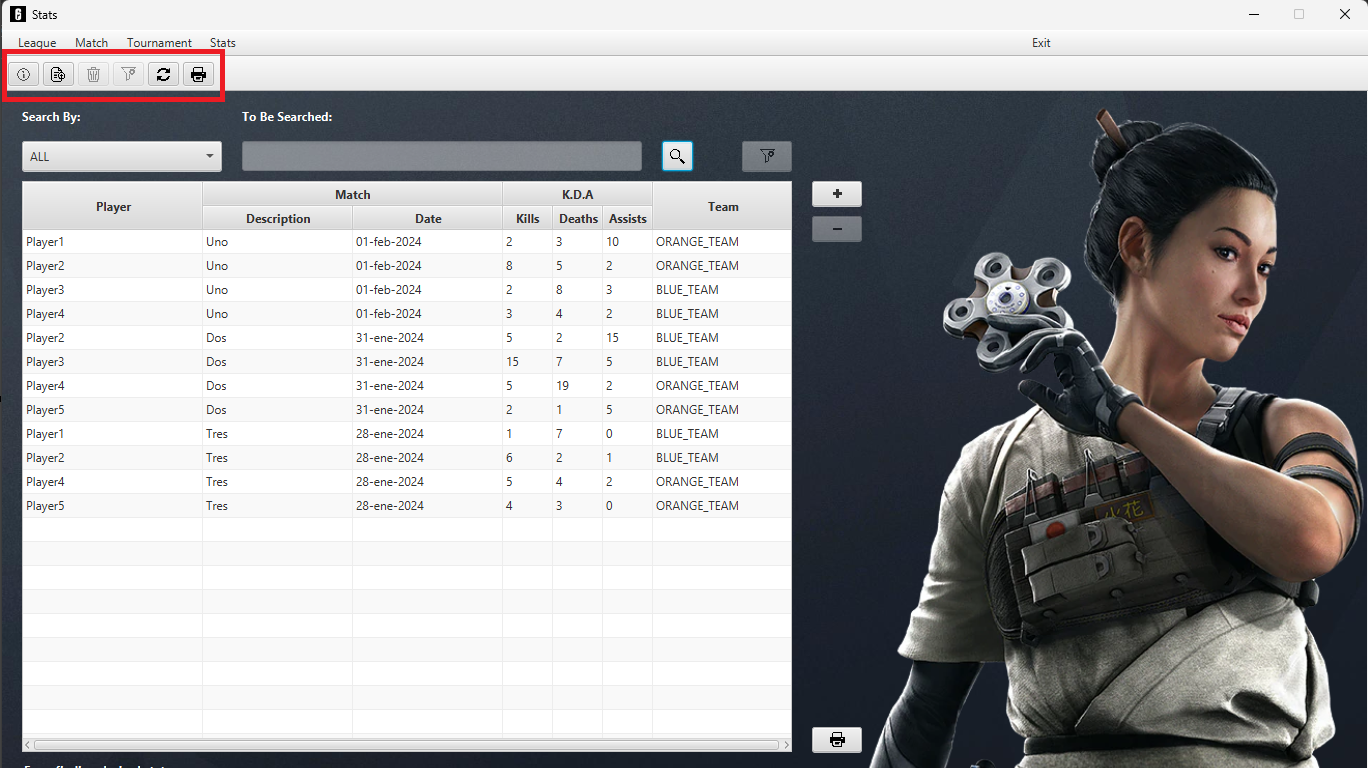 Stats
League Match Tournament Stats Exit
Search By: To Be Searched:
ALL
Player Match K.D.A Team
Description Date Kills Deaths Assists
Player1 Uno 01-feb-2024 2 3 10 ORANGE_TEAM
Player2 Uno 01-feb-2024 8 5 2 ORANGE_TEAM
Player3 Uno 01-feb-2024 2 8 3 BLUE_TEAM
Player4 Uno 01-feb-2024 3 4 2 BLUE_TEAM
Player2 Dos 31-ene-2024 5 2 15 BLUE_TEAM
Player3 Dos 31-ene-2024 15 7 5 BLUE_TEAM
Player4 Dos 31-ene-2024 5 19 2 ORANGE_TEAM
Player5 Dos 31-ene-2024 2 1 5 ORANGE_TEAM
Player1 Tres 28-ene-2024 1 7 0 BLUE_TEAM
Player2 Tres 28-ene-2024 6 2 1 BLUE_TEAM
Player4 Tres 28-ene-2024 5 4 2 ORANGE_TEAM
Player5 Tres 28-ene-2024 4 3 0 ORANGE_TEAM
火花